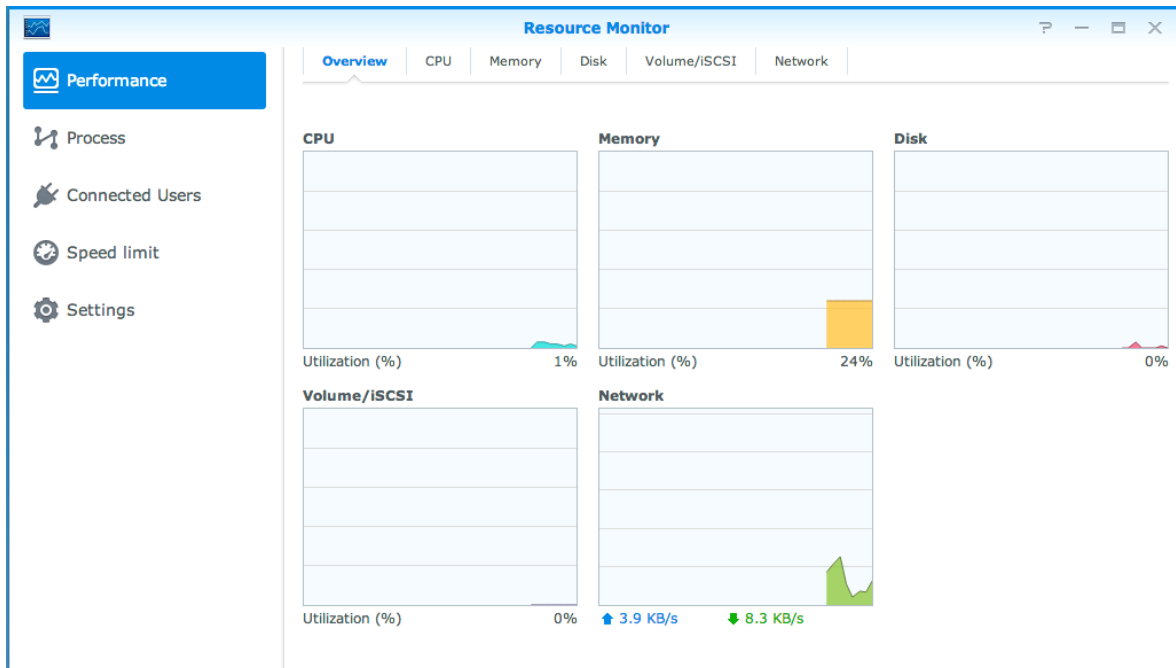 Resource Monitor
Performance
Process
Connected Users
Speed limit
Settings
Overview CPU Memory Disk Volume/iSCSI Network
CPU Memory Disk
Utilization (%) 1% Utilization (%) 24% Utilization (%) 0%
Volume/iSCSI Network
Utilization (%) 0% 3.9 KB/s 8.3 KB/s